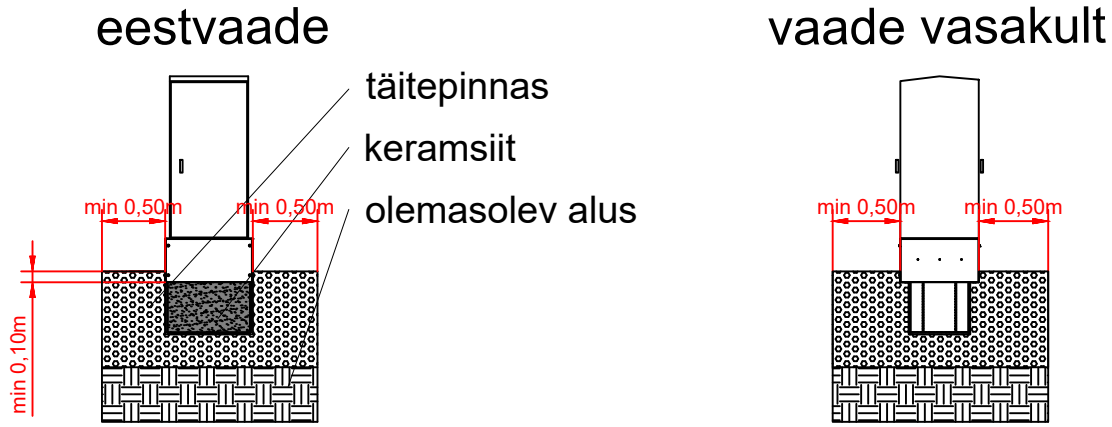 eestvaade
vaade vasakult
täitepinnas
keramsiit
olemasolev alus
min 0,50m
min 0,50m
min 0,50m
min 0,50m
min 0,10m